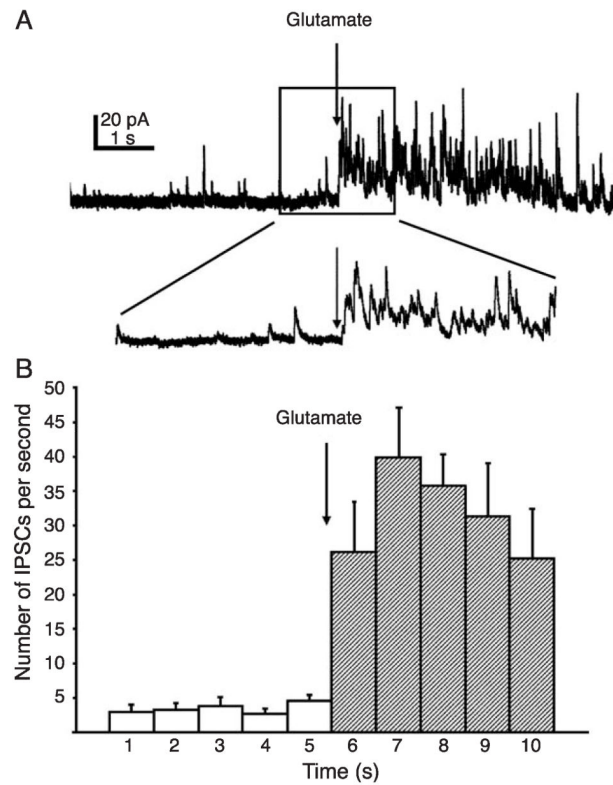 A
Glutamate
20 pA
1 s
B
Number of IPSCs per second
50
45
40
35
30
25
20
15
10
5
Glutamate
1 2 3 4 5 6 7 8 9 10
Time (s)